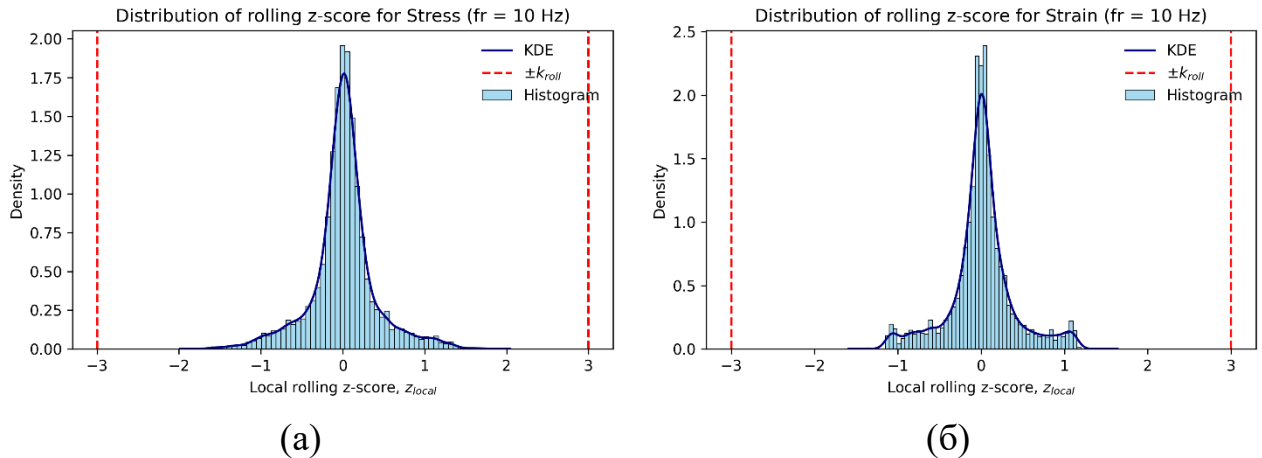 Distribution of rolling z-score for Stress (fr = 10 Hz)
2.00
1.75
1.50
1.25
1.00
0.75
0.50
0.25
0.00
Density
KDE
±k_roll
Histogram
−3 −2 −1 0 1 2 3
Local rolling z-score, z_local
(а)
Distribution of rolling z-score for Strain (fr = 10 Hz)
2.5
2.0
1.5
1.0
0.5
0.0
Density
KDE
±k_roll
Histogram
−3 −2 −1 0 1 2 3
Local rolling z-score, z_local
(б)